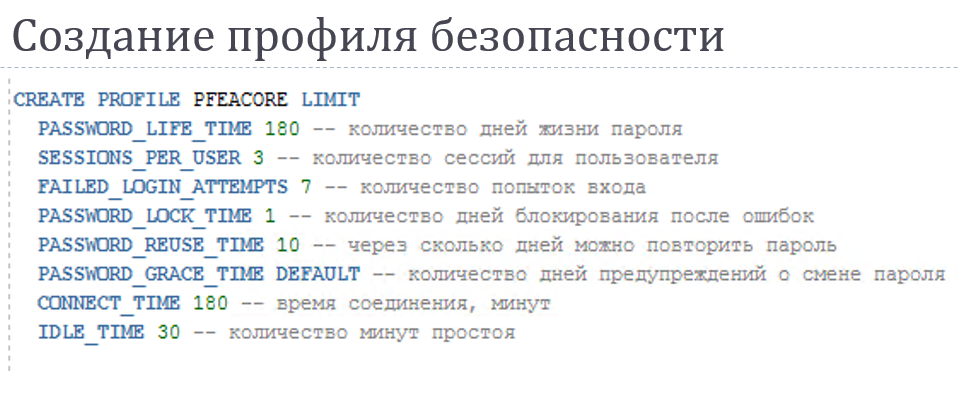 Создание профиля безопасности
CREATE PROFILE PFEACORE LIMIT
PASSWORD_LIFE_TIME 180 -- количество дней жизни пароля
SESSIONS_PER_USER 3 -- количество сессий для пользователя
FAILED_LOGIN_ATTEMPTS 7 -- количество попыток входа
PASSWORD_LOCK_TIME 1 -- количество дней блокирования после ошибок
PASSWORD_REUSE_TIME 10 -- через сколько дней можно повторить пароль
PASSWORD_GRACE_TIME DEFAULT -- количество дней предупреждений о смене пароля
CONNECT_TIME 180 -- время соединения, минут
IDLE_TIME 30 -- количество минут простоя